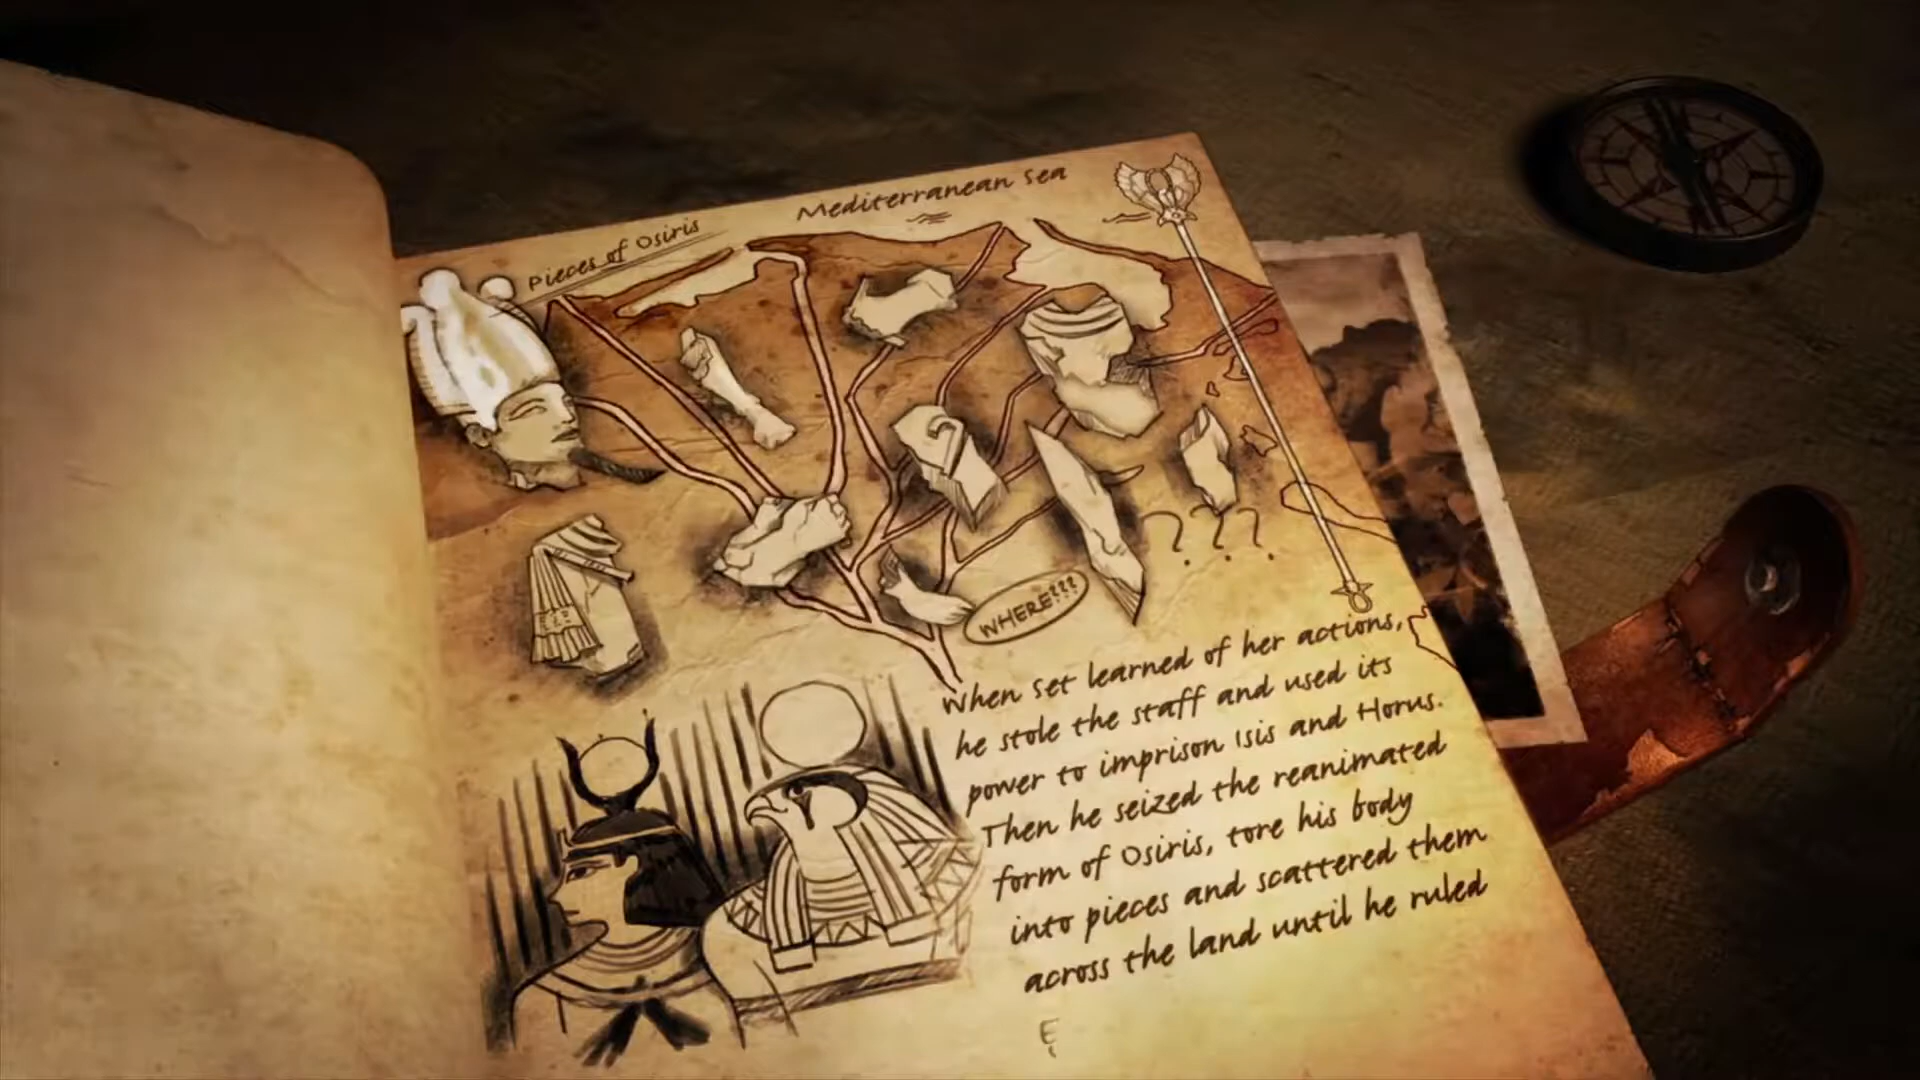 Pieces of Osiris
Mediterranean Sea
???
WHERE???
When Set learned of her actions,
he stole the staff and used its
power to imprison Isis and Horus.
Then he seized the reanimated
form of Osiris, tore his body
into pieces and scattered them
across the land until he ruled
E